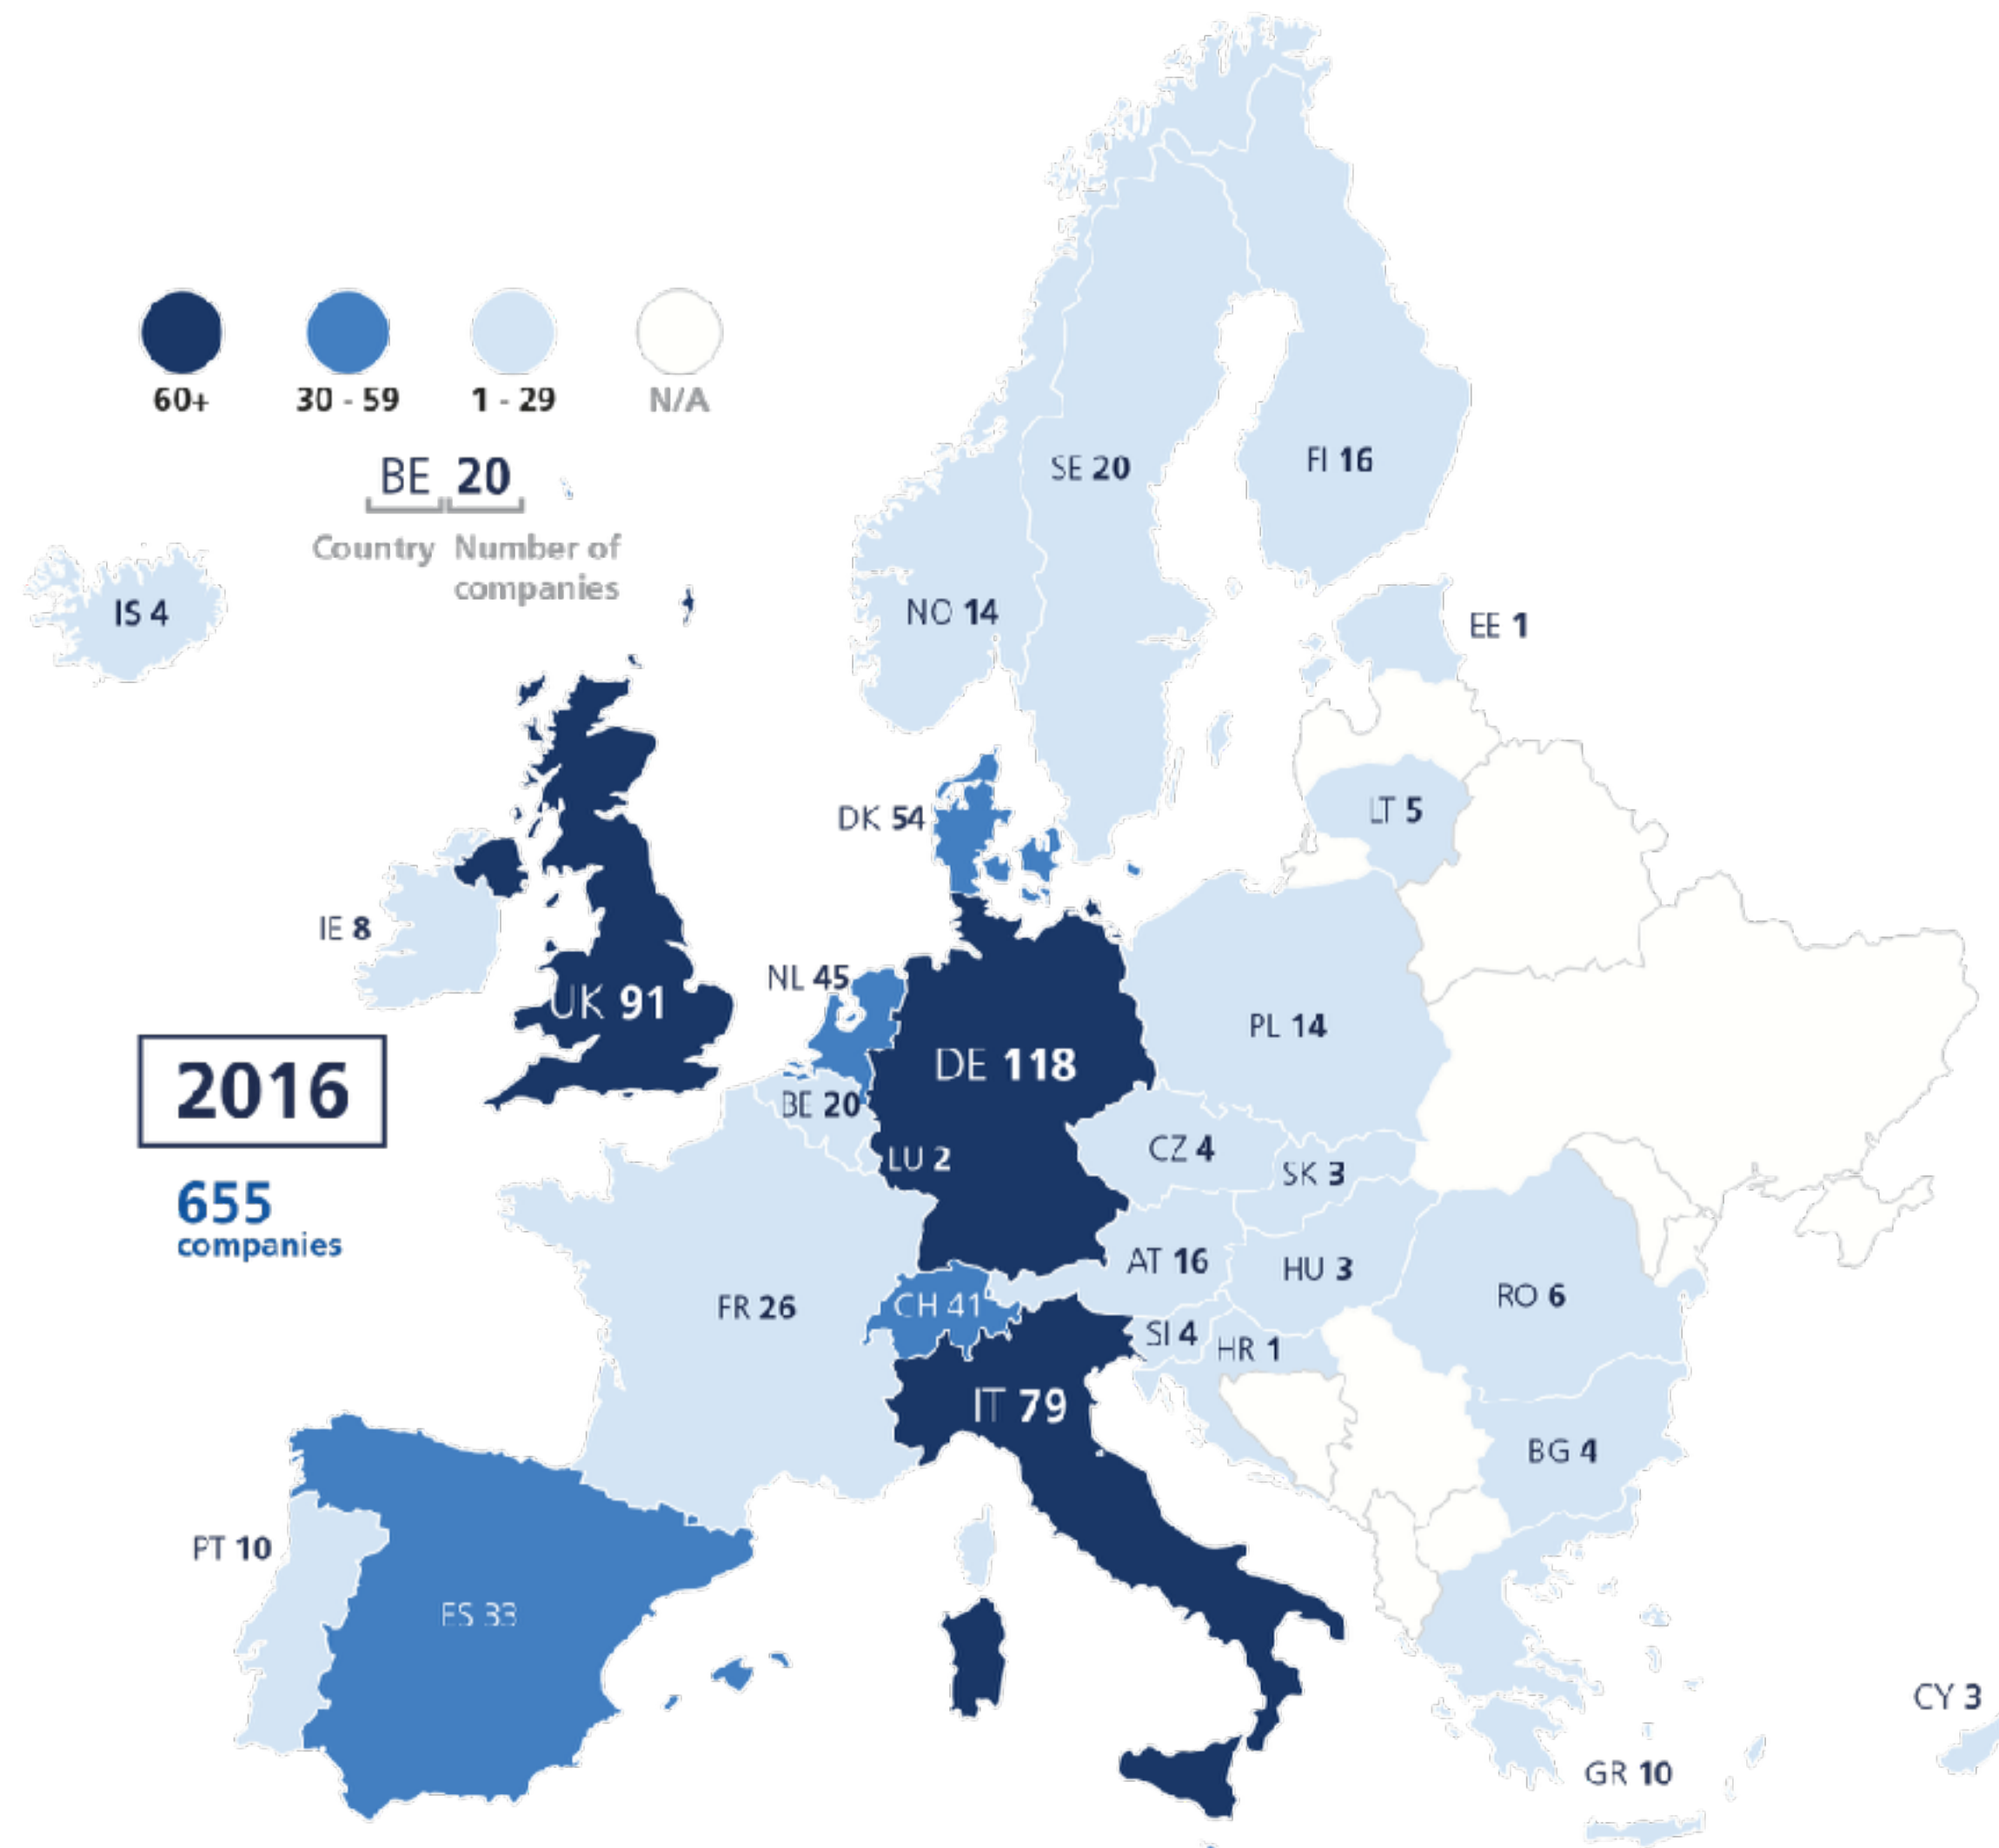 60+ 30 - 59 1 - 29 N/A
BE 20
Country Number of
companies
IS 4
SE 20
FI 16
NO 14
EE 1
DK 54
LT 5
IE 8
NL 45
UK 91
PL 14
DE 118
2016
BE 20
CZ 4
LU 2
SK 3
655
companies
AT 16
HU 3
RO 6
FR 26
CH 41
SI 4
HR 1
IT 79
BG 4
PT 10
ES 33
CY 3
GR 10